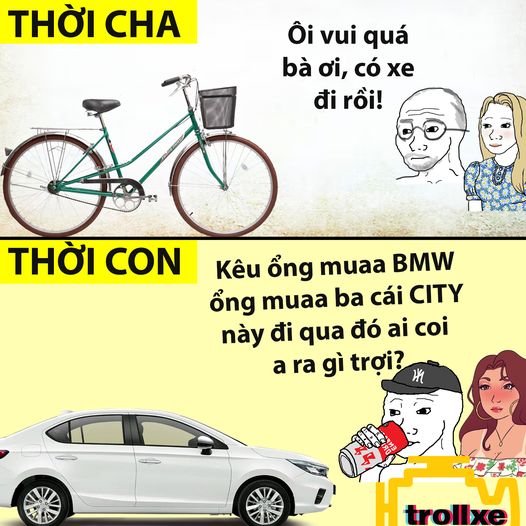 THỜI CHA
Ôi vui quá
bà ơi, có xe
đi rồi!
THỜI CON
Kêu ổng muaa BMW
ổng muaa ba cái CITY
này đi qua đó ai coi
a ra gì trợi?
trollxe